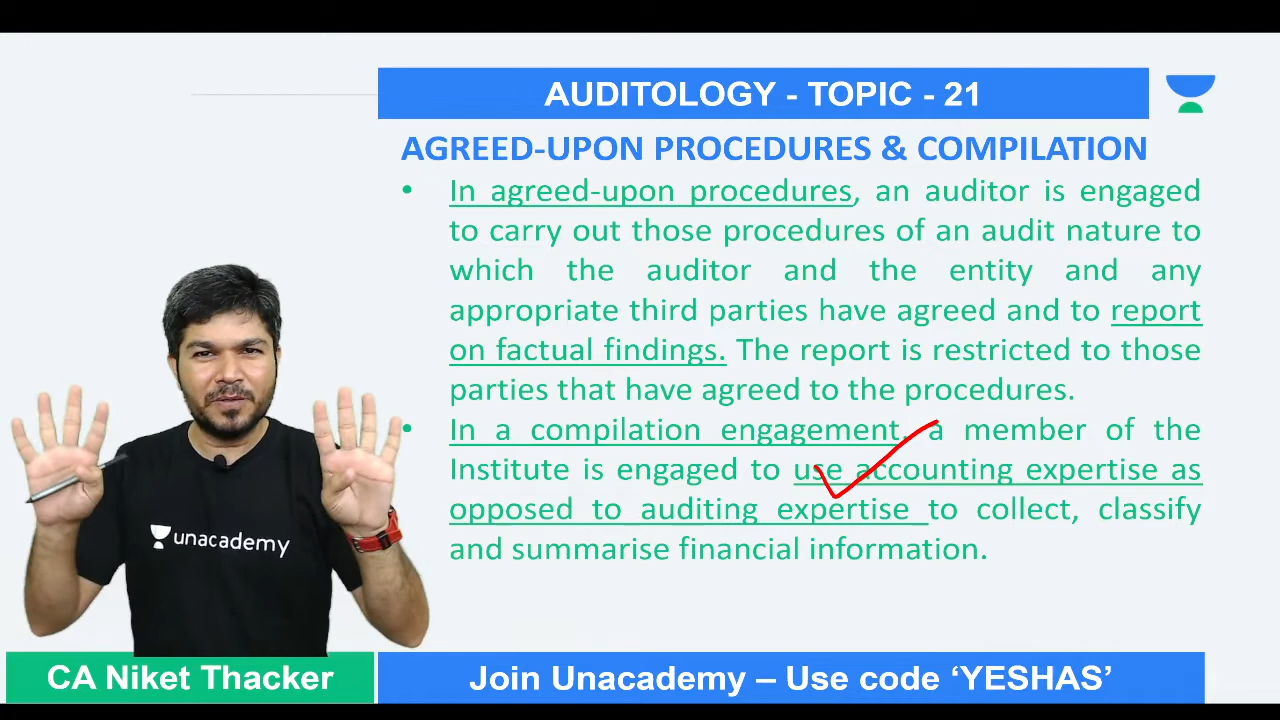 AUDITOLOGY - TOPIC - 21
AGREED-UPON PROCEDURES & COMPILATION
• In agreed-upon procedures, an auditor is engaged
to carry out those procedures of an audit nature to
which the auditor and the entity and any
appropriate third parties have agreed and to report
on factual findings. The report is restricted to those
parties that have agreed to the procedures.
• In a compilation engagement, a member of the
Institute is engaged to use accounting expertise as
opposed to auditing expertise to collect, classify
and summarise financial information.
unacademy
CA Niket Thacker
Join Unacademy – Use code ‘YESHAS’